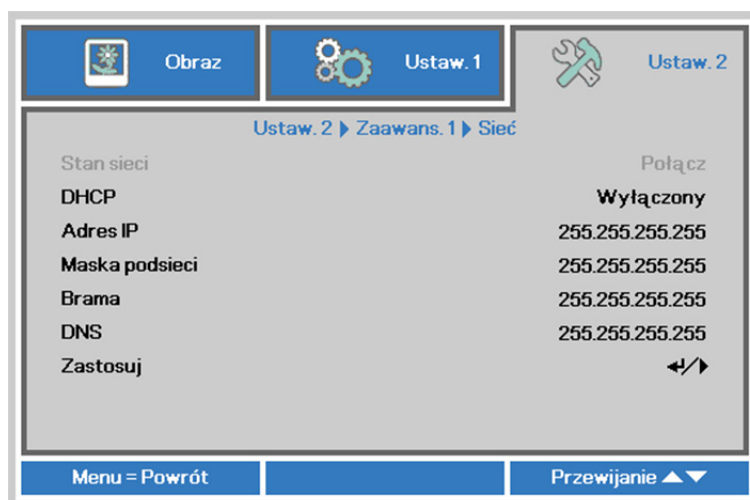 Obraz
Ustaw. 1
Ustaw. 2
Ustaw. 2 ▶ Zaawans. 1 ▶ Sieć
Stan sieci Połącz
DHCP Wyłączony
Adres IP 255.255.255.255
Maska podsieci 255.255.255.255
Brama 255.255.255.255
DNS 255.255.255.255
Zastosuj ↵/▶
Menu = Powrót
Przewijanie ▲▼